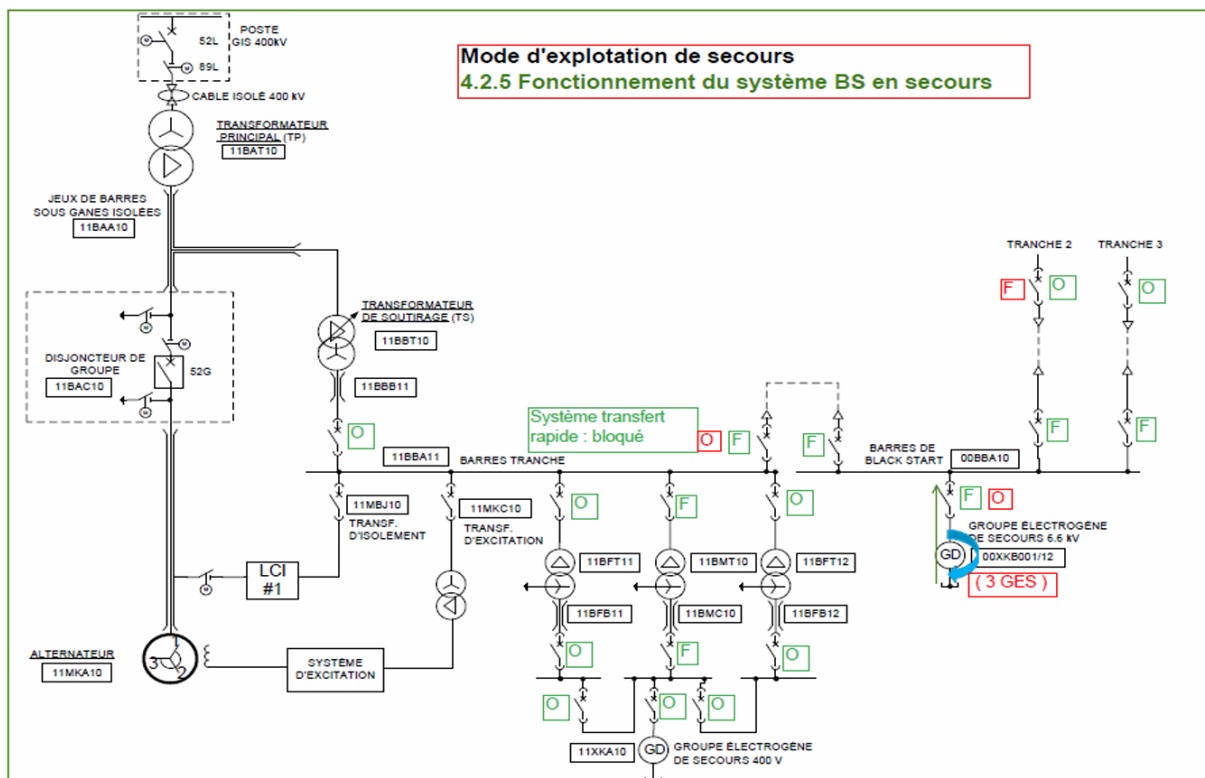 POSTE
GIS 400kV
52L
M
89L
M
CABLE ISOLÉ 400 kV
TRANSFORMATEUR
PRINCIPAL (TP)
11BAT10
Mode d'explotation de secours
4.2.5 Fonctionnement du système BS en secours
JEUX DE BARRES
SOUS GANES ISOLÉES
11BAA10
TRANCHE 2
TRANCHE 3
F
O
O
TRANSFORMATEUR
DE SOUTIRAGE (TS)
11BBT10
M
M
DISJONCTEUR DE
GROUPE
11BAC10
52G
M
11BBB11
O
Système transfert
rapide : bloqué
O
F
F
F
F
11BBA11
BARRES TRANCHE
BARRES DE
BLACK START
00BBA10
11MBJ10
TRANSF.
D'ISOLEMENT
11MKC10
TRANSF.
D'EXCITATION
O
F
O
F
O
GROUPE ÉLECTROGÈNE
DE SECOURS 6.6 kV
GD
00XKB001/12
( 3 GES )
M
LCI
#1
11BFT11
11BMT10
11BFT12
11BFB11
11BMC10
11BFB12
ALTERNATEUR
11MKA10
1
3
2
SYSTÈME
D'EXCITATION
O
F
O
O
O
O
11XKA10
GD
GROUPE ÉLECTROGÈNE
DE SECOURS 400 V